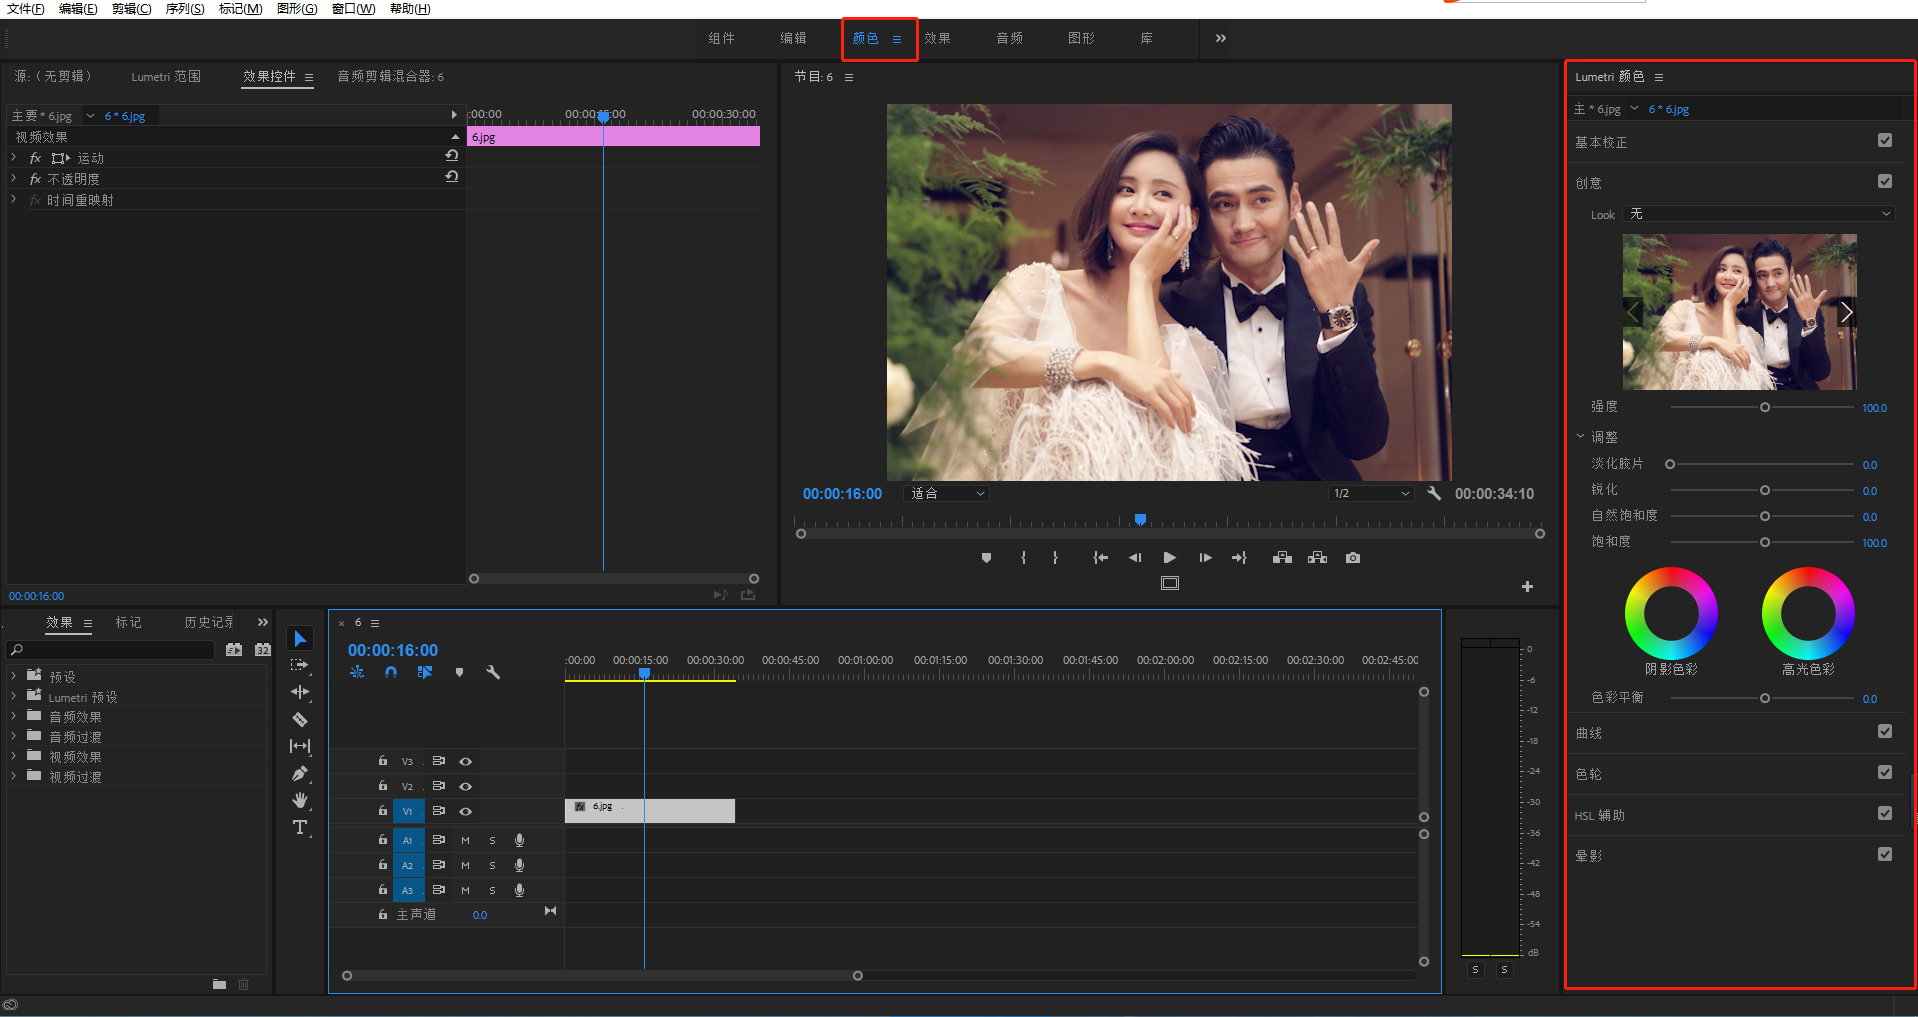 文件(F) 编辑(E) 剪辑(C) 序列(S) 标记(M) 图形(G) 窗口(W) 帮助(H)
组件 编辑 颜色 效果 音频 图形 库
源:(无剪辑) Lumetri 范围 效果控件 音频剪辑混合器: 6
主要 * 6.jpg 6 * 6.jpg
:00:00 00:00:15:00 00:00:30:00
视频效果
6.jpg
fx 运动
fx 不透明度
fx 时间重映射
00:00:16:00
节目: 6
00:00:16:00 适合 1/2 00:00:34:10
Lumetri 颜色
主 * 6.jpg 6 * 6.jpg
基本校正
创意
Look 无
强度 100.0
调整
淡化胶片 0.0
锐化 0.0
自然饱和度 0.0
饱和度 100.0
阴影色彩 高光色彩
色彩平衡 0.0
曲线
色轮
HSL 辅助
晕影
效果 标记 历史记录
32
预设
Lumetri 预设
音频效果
音频过渡
视频效果
视频过渡
T
× 6
00:00:16:00
:00:00 00:00:15:00 00:00:30:00 00:00:45:00 00:01:00:00 00:01:15:00 00:01:30:00 00:01:45:00 00:02:00:00 00:02:15:00 00:02:30:00 00:02:45:00
V3
V2
V1
fx 6.jpg
A1 M S
A2 M S
A3 M S
主声道 0.0
0
-6
-12
-18
-24
-30
-36
-42
-48
-54
dB
S S